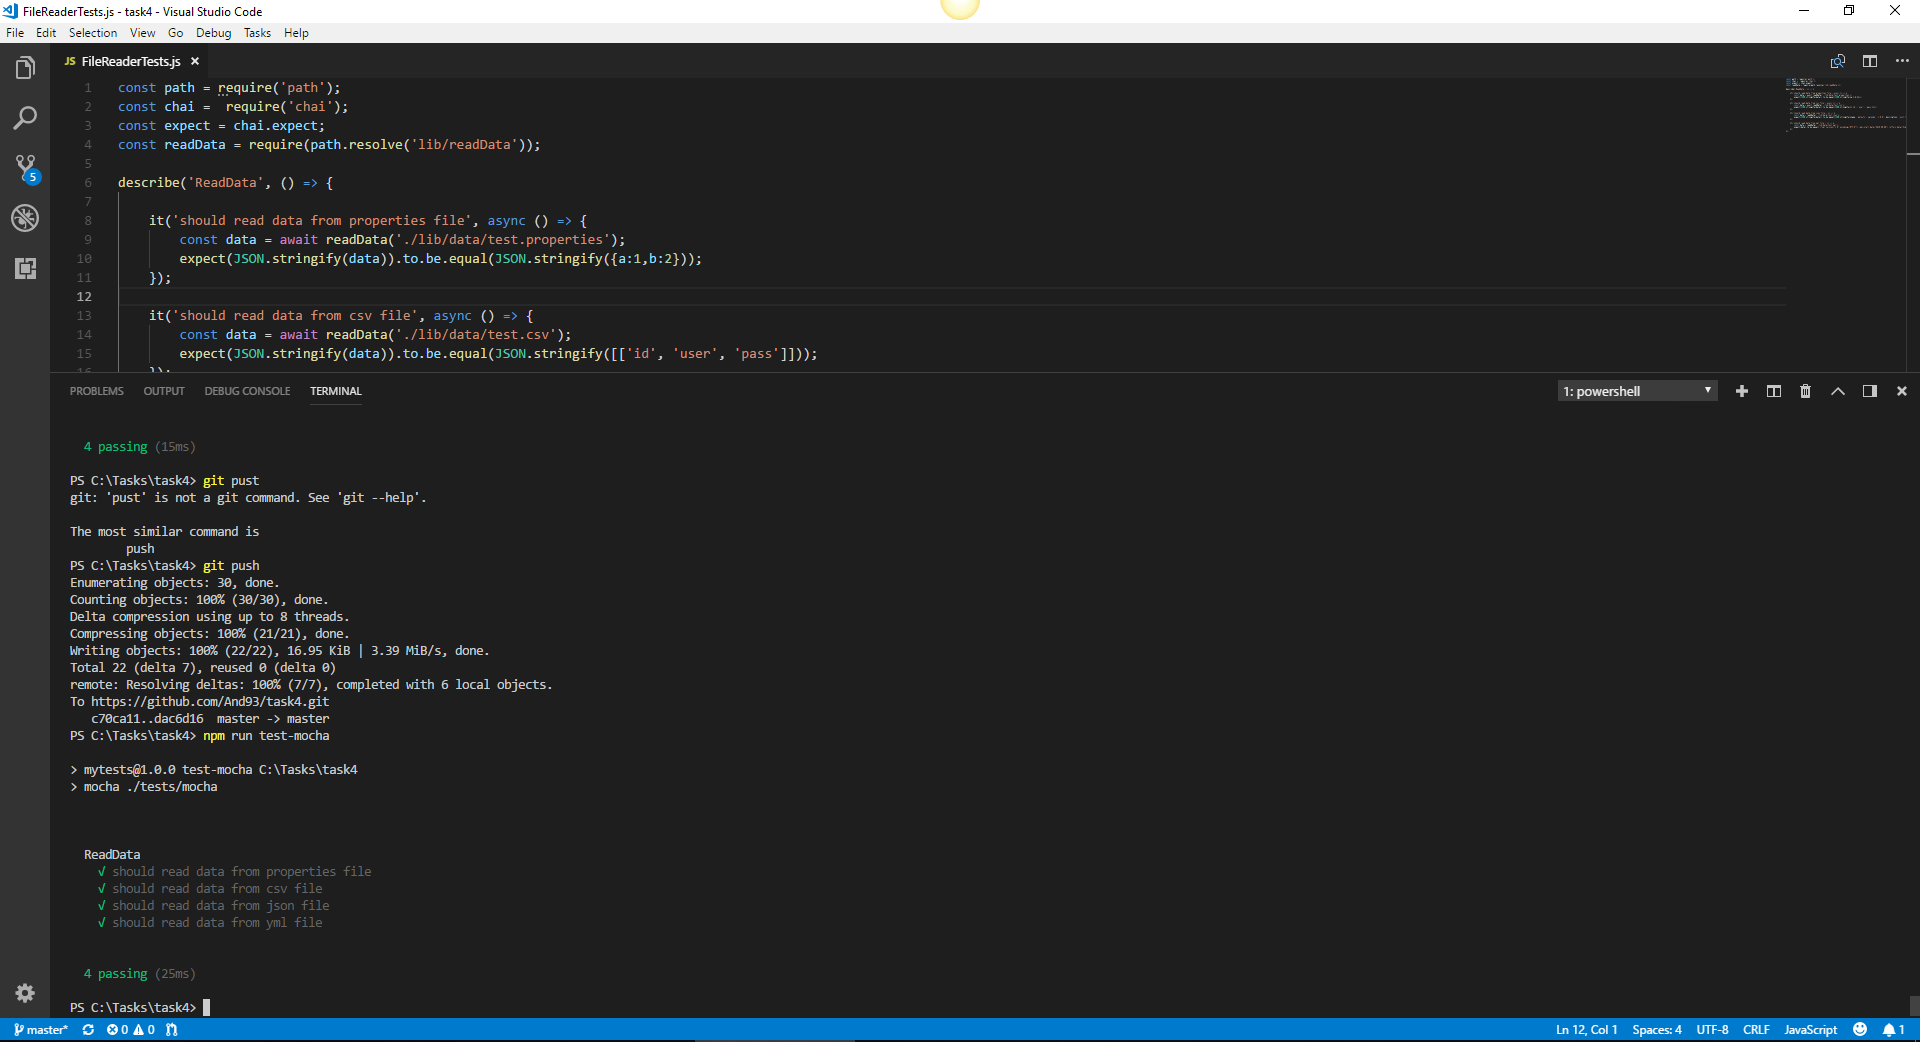 FileReaderTests.js - task4 - Visual Studio Code
File Edit Selection View Go Debug Tasks Help
JS FileReaderTests.js ×
1 const path = require('path');
2 const chai =  require('chai');
3 const expect = chai.expect;
4 const readData = require(path.resolve('lib/readData'));
5
6 describe('ReadData', () => {
7
8 it('should read data from properties file', async () => {
9 const data = await readData('./lib/data/test.properties');
10 expect(JSON.stringify(data)).to.be.equal(JSON.stringify({a:1,b:2}));
11 });
12
13 it('should read data from csv file', async () => {
14 const data = await readData('./lib/data/test.csv');
15 expect(JSON.stringify(data)).to.be.equal(JSON.stringify([['id', 'user', 'pass']]));
16 });
5
PROBLEMS OUTPUT DEBUG CONSOLE TERMINAL
1: powershell
4 passing (15ms)
PS C:\Tasks\task4> git pust
git: 'pust' is not a git command. See 'git --help'.
The most similar command is
push
PS C:\Tasks\task4> git push
Enumerating objects: 30, done.
Counting objects: 100% (30/30), done.
Delta compression using up to 8 threads.
Compressing objects: 100% (21/21), done.
Writing objects: 100% (22/22), 16.95 KiB | 3.39 MiB/s, done.
Total 22 (delta 7), reused 0 (delta 0)
remote: Resolving deltas: 100% (7/7), completed with 6 local objects.
To https://github.com/And93/task4.git
c70ca11..dac6d16  master -> master
PS C:\Tasks\task4> npm run test-mocha
> mytests@1.0.0 test-mocha C:\Tasks\task4
> mocha ./tests/mocha
ReadData
√ should read data from properties file
√ should read data from csv file
√ should read data from json file
√ should read data from yml file
4 passing (25ms)
PS C:\Tasks\task4>
master* 0 0 Ln 12, Col 1 Spaces: 4 UTF-8 CRLF JavaScript 1